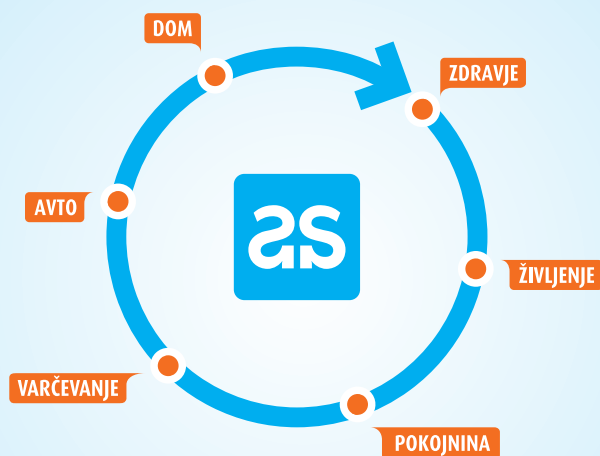 DOM
ZDRAVJE
AVTO
as
ŽIVLJENJE
VARČEVANJE
POKOJNINA